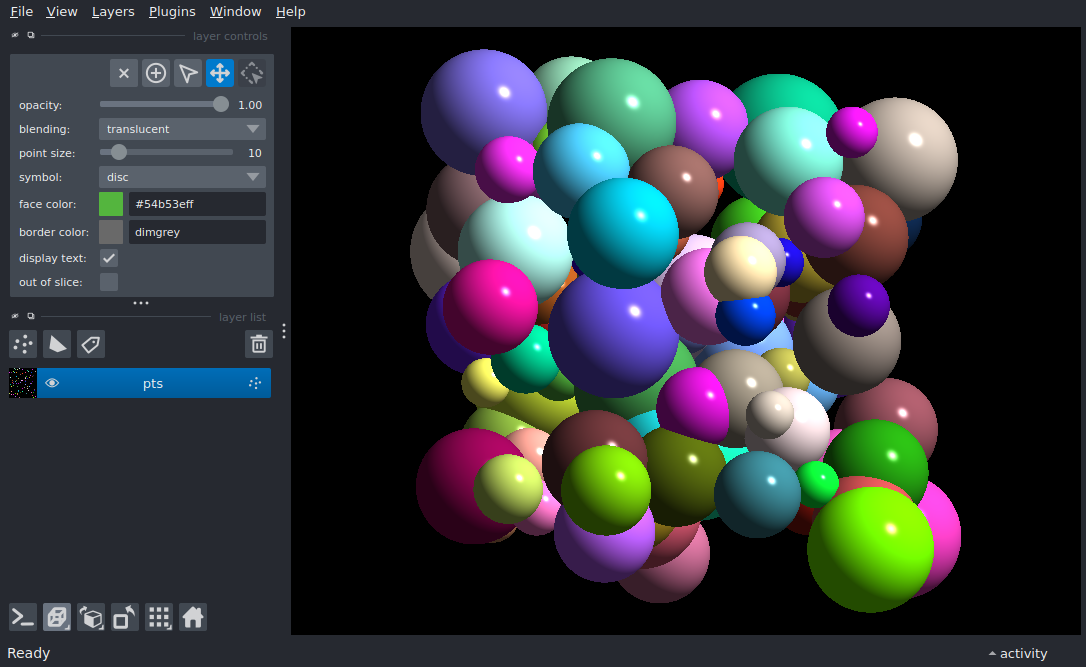 File View Layers Plugins Window Help
layer controls
opacity: 1.00
blending: translucent
point size: 10
symbol: disc
face color: #54b53eff
border color: dimgrey
display text:
out of slice:
layer list
pts
Ready
activity